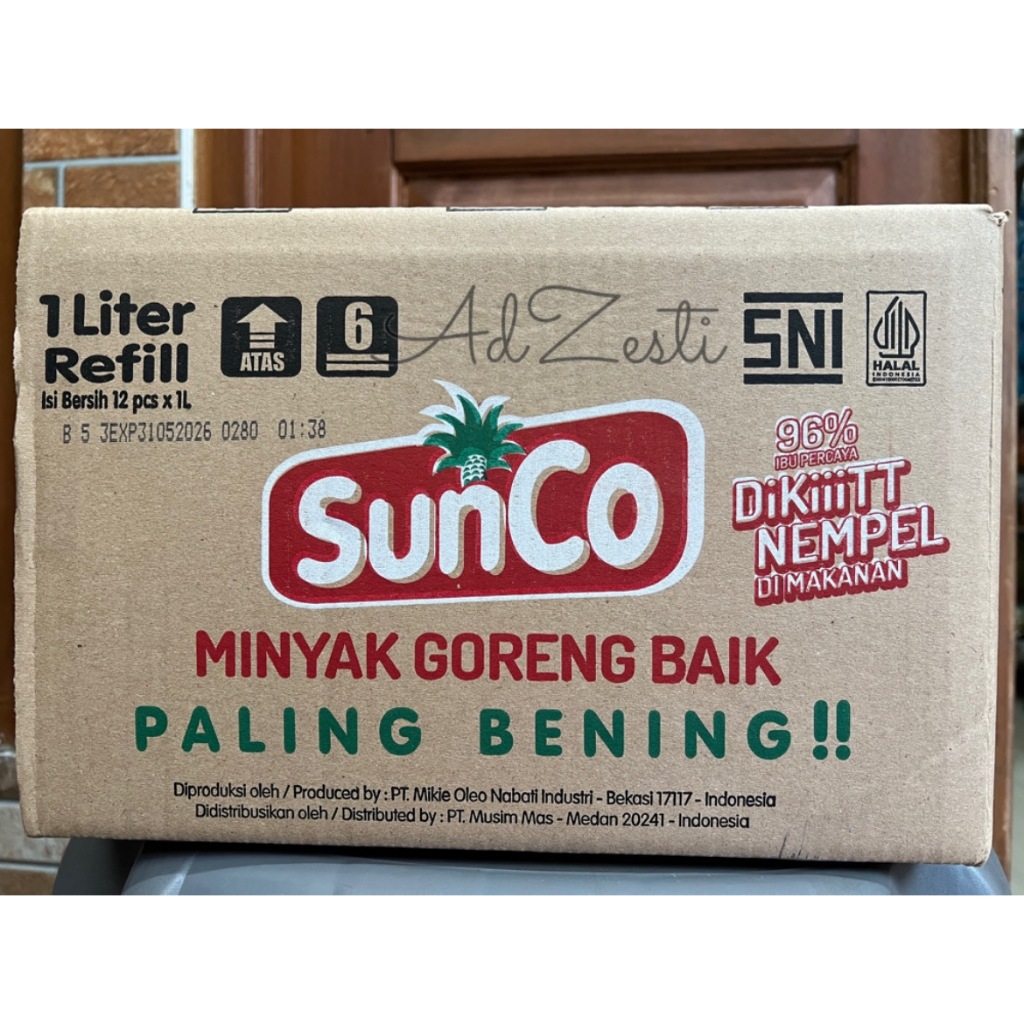 1 Liter
Refill
Isi Bersih 12 pcs x 1L
ATAS
6
AdZesti
SNI
HALAL
INDONESIA
B 5 3EXP31052026 0280 01:38
SunCo
96%
IBU PERCAYA
DiKiiiTT
NEMPEL
DI MAKANAN
MINYAK GORENG BAIK
PALING BENING!!
Diproduksi oleh / Produced by : PT. Mikie Oleo Nabati Industri - Bekasi 17117 - Indonesia
Didistribusikan oleh / Distributed by : PT. Musim Mas - Medan 20241 - Indonesia